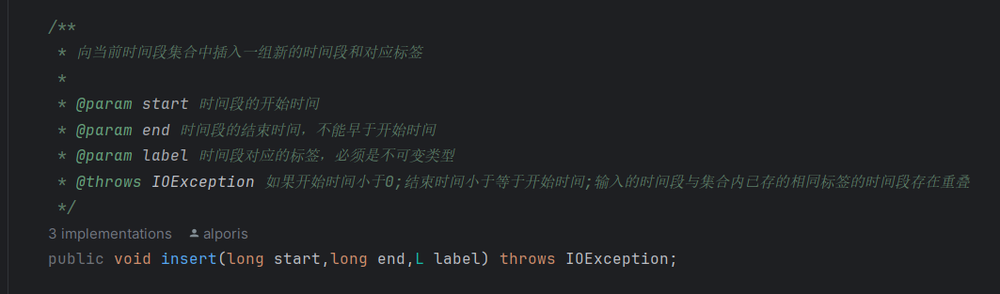 /**
* 向当前时间段集合中插入一组新的时间段和对应标签
*
* @param start 时间段的开始时间
* @param end 时间段的结束时间，不能早于开始时间
* @param label 时间段对应的标签，必须是不可变类型
* @throws IOException 如果开始时间小于0;结束时间小于等于开始时间;输入的时间段与集合内已存的相同标签的时间段存在重叠
*/
3 implementations alporis
public void insert(long start,long end,L label) throws IOException;